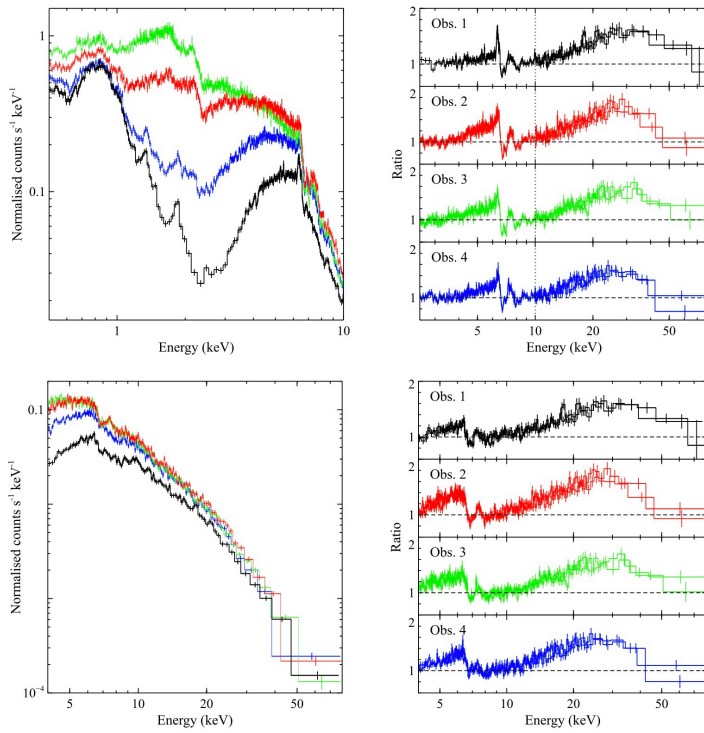 1
0.1
Normalised counts s⁻¹ keV⁻¹
1
10
Energy (keV)
Obs. 1
2
1
Obs. 2
2
1
Obs. 3
2
1
Obs. 4
2
1
Ratio
5
10
20
50
Energy (keV)
0.1
10⁻⁴
Normalised counts s⁻¹ keV⁻¹
5
10
20
50
Energy (keV)
Obs. 1
2
1
Obs. 2
2
1
Obs. 3
2
1
Obs. 4
2
1
Ratio
5
10
20
50
Energy (keV)